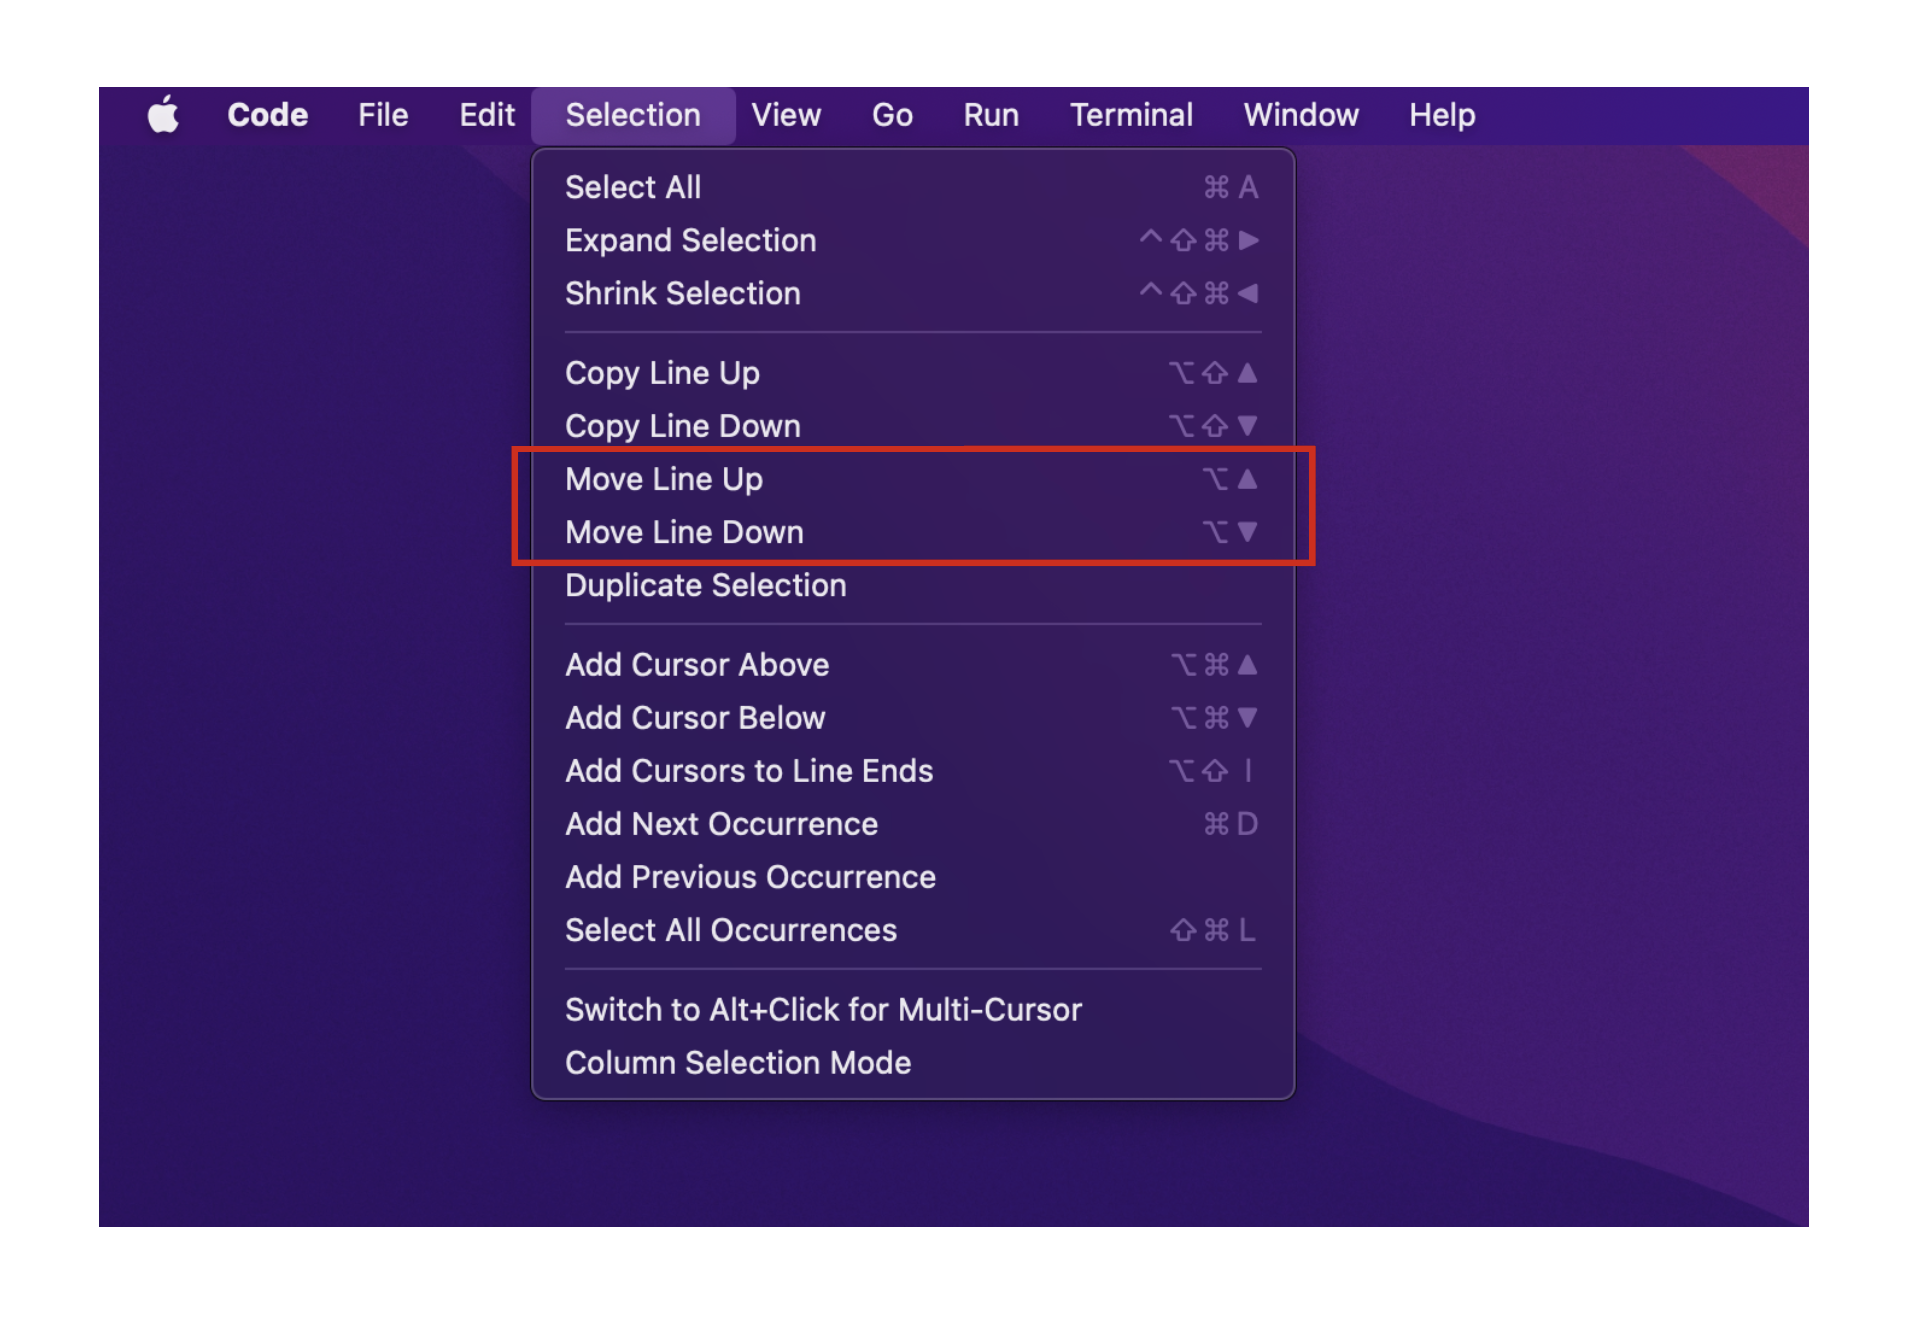 Code File Edit Selection View Go Run Terminal Window Help
Select All ⌘ A
Expand Selection ^ ⇧ ⌘ ▶
Shrink Selection ^ ⇧ ⌘ ◀
Copy Line Up ⌥ ⇧ ▲
Copy Line Down ⌥ ⇧ ▼
Move Line Up ⌥ ▲
Move Line Down ⌥ ▼
Duplicate Selection
Add Cursor Above ⌥ ⌘ ▲
Add Cursor Below ⌥ ⌘ ▼
Add Cursors to Line Ends ⌥ ⇧ I
Add Next Occurrence ⌘ D
Add Previous Occurrence
Select All Occurrences ⇧ ⌘ L
Switch to Alt+Click for Multi-Cursor
Column Selection Mode